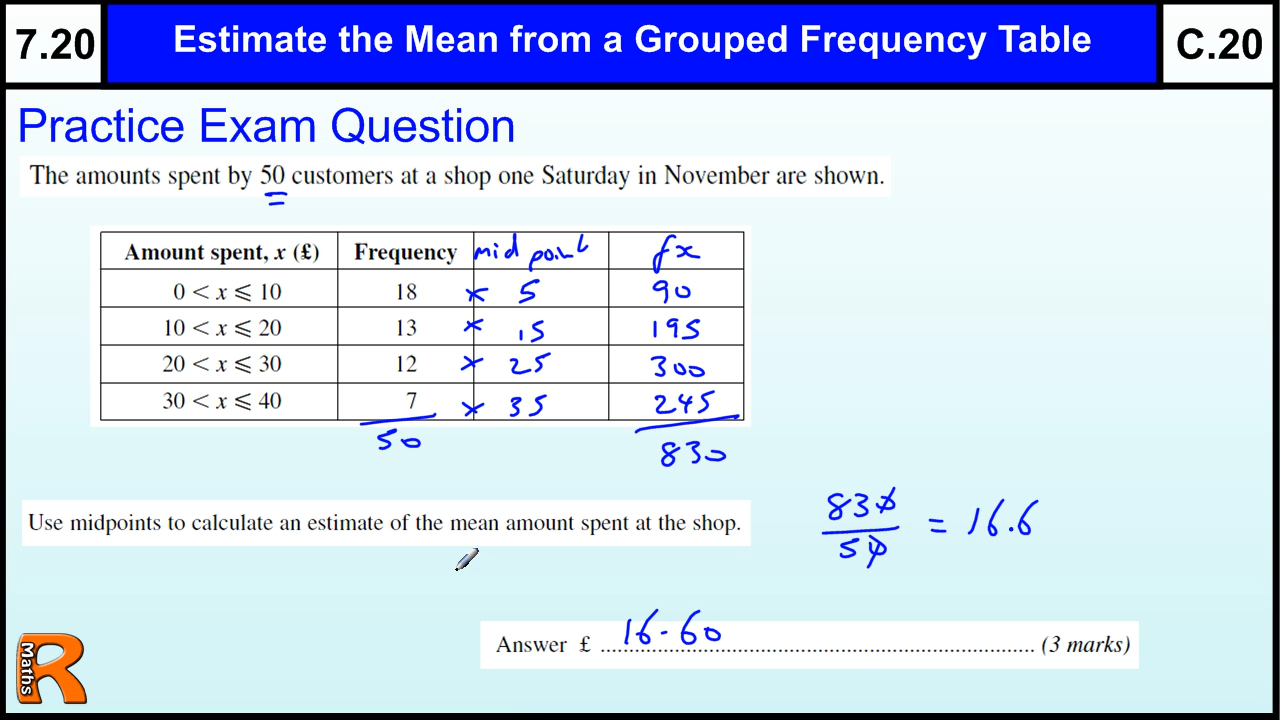 7.20
Estimate the Mean from a Grouped Frequency Table
C.20
Practice Exam Question
The amounts spent by 50 customers at a shop one Saturday in November are shown.
Amount spent, x (£) Frequency mid point fx
0 < x ⩽ 10 18 × 5 90
10 < x ⩽ 20 13 × 15 195
20 < x ⩽ 30 12 × 25 300
30 < x ⩽ 40 7 × 35 245
50 830
Use midpoints to calculate an estimate of the mean amount spent at the shop.
830/50 = 16.6
Answer £ 16.60 (3 marks)
R Maths